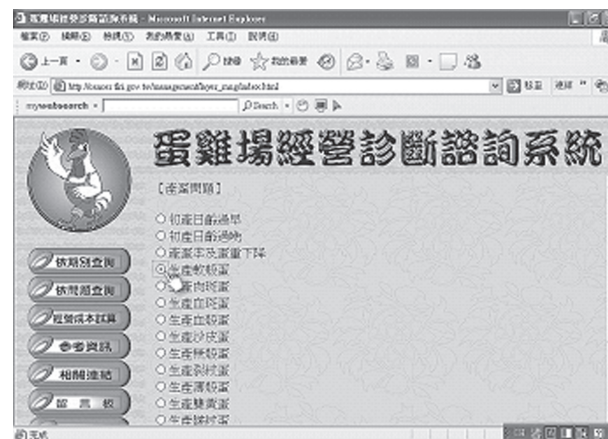 蛋雞場經營診斷諮詢系統 - Microsoft Internet Explorer
檔案(F) 編輯(E) 檢視(V) 我的最愛(A) 工具(T) 說明(H)
上一頁 搜尋 我的最愛
網址(D) 移至 連結
mywebsearch Search
蛋雞場經營診斷諮詢系統
【產蛋問題】
初產日齡過早
初產日齡過晚
產蛋率及蛋重下降
生產軟殼蛋
生產肉斑蛋
生產血斑蛋
生產血殼蛋
生產沙皮蛋
生產無殼蛋
生產裂紋蛋
生產薄殼蛋
生產雙黃蛋
依期別查詢
依問題查詢
經營成本試算
參考資訊
相關連結
留言板
完成